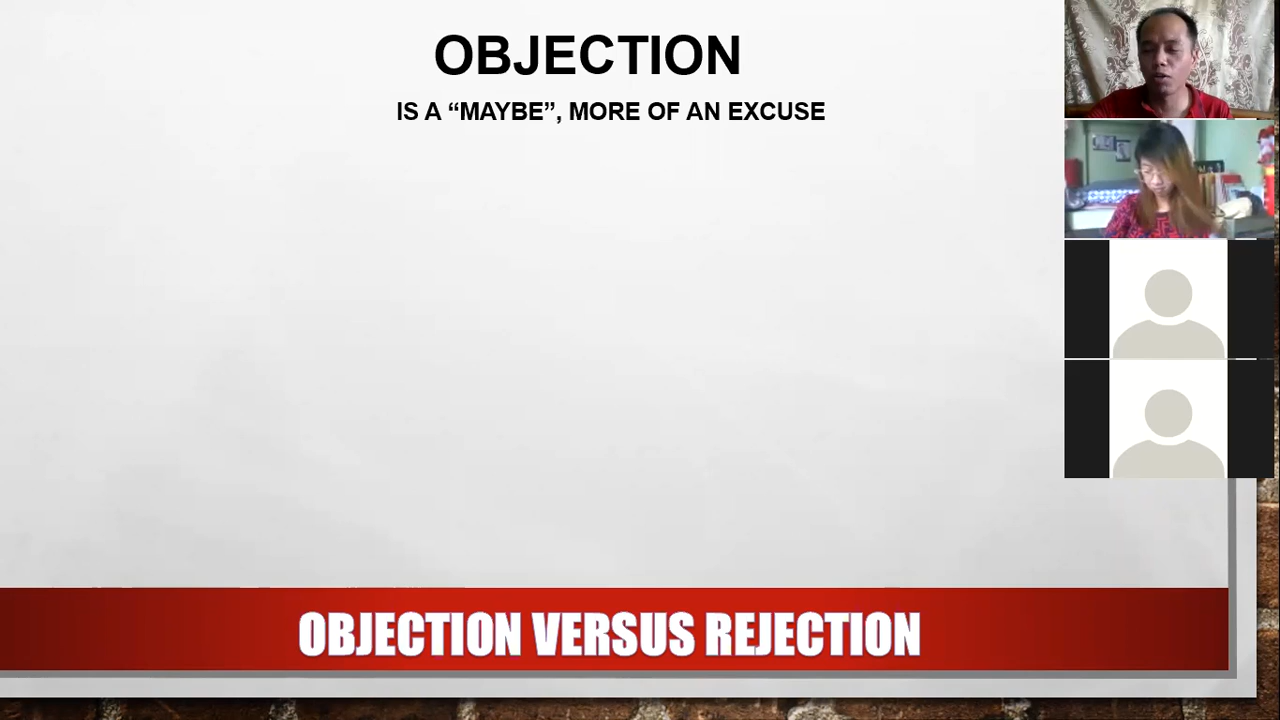 OBJECTION
IS A “MAYBE”, MORE OF AN EXCUSE
OBJECTION VERSUS REJECTION